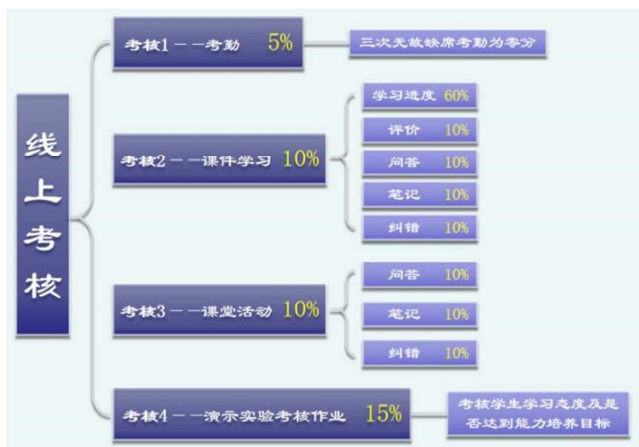 线上考核
考核1－－考勤 5%
三次无故缺席考勤为零分
考核2－－课件学习 10%
学习进度 60%
评价 10%
问答 10%
笔记 10%
纠错 10%
考核3－－课堂活动 10%
问答 10%
笔记 10%
纠错 10%
考核4－－演示实验考核作业 15%
考核学生学习态度及是
否达到能力培养目标